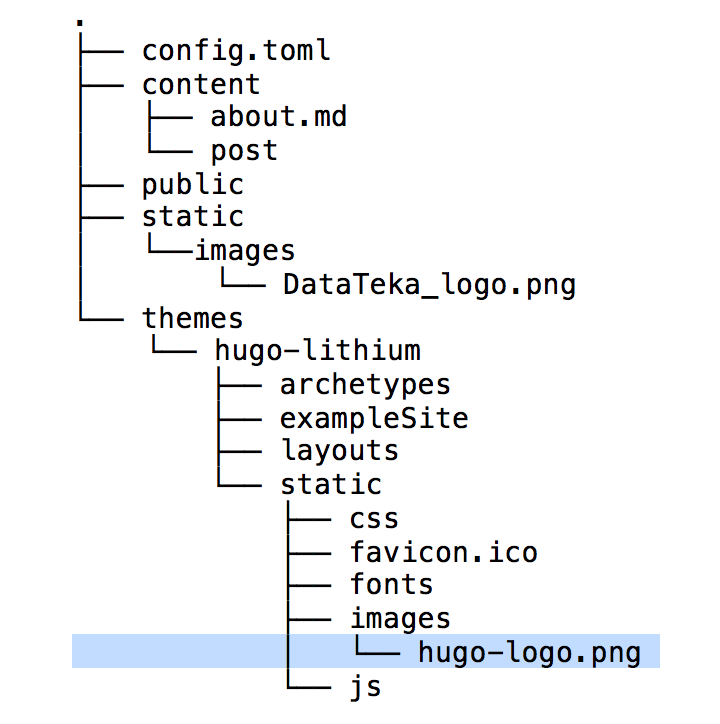 .
├── config.toml
├── content
│   ├── about.md
│   └── post
├── public
├── static
│   └──images
│       └── DataTeka_logo.png
└── themes
    └── hugo-lithium
        ├── archetypes
        ├── exampleSite
        ├── layouts
        └── static
            ├── css
            ├── favicon.ico
            ├── fonts
            ├── images
            │   └── hugo-logo.png
            └── js